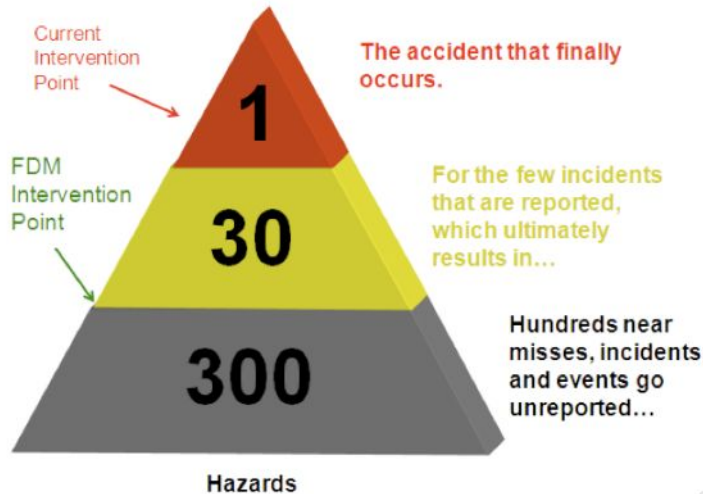 Current
Intervention
Point
1
The accident that finally
occurs.
FDM
Intervention
Point
30
For the few incidents
that are reported,
which ultimately
results in…
300
Hundreds near
misses, incidents
and events go
unreported…
Hazards